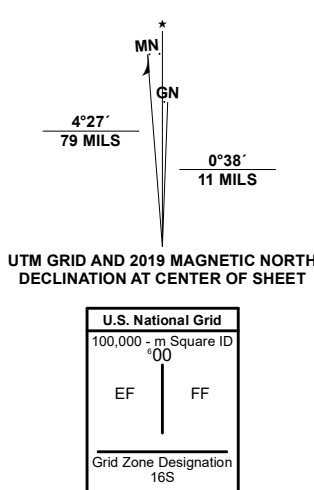 ★
MN
GN
4°27´
79 MILS
0°38´
11 MILS
UTM GRID AND 2019 MAGNETIC NORTH
DECLINATION AT CENTER OF SHEET
U.S. National Grid
100,000 - m Square ID
⁶00
EF FF
Grid Zone Designation
16S